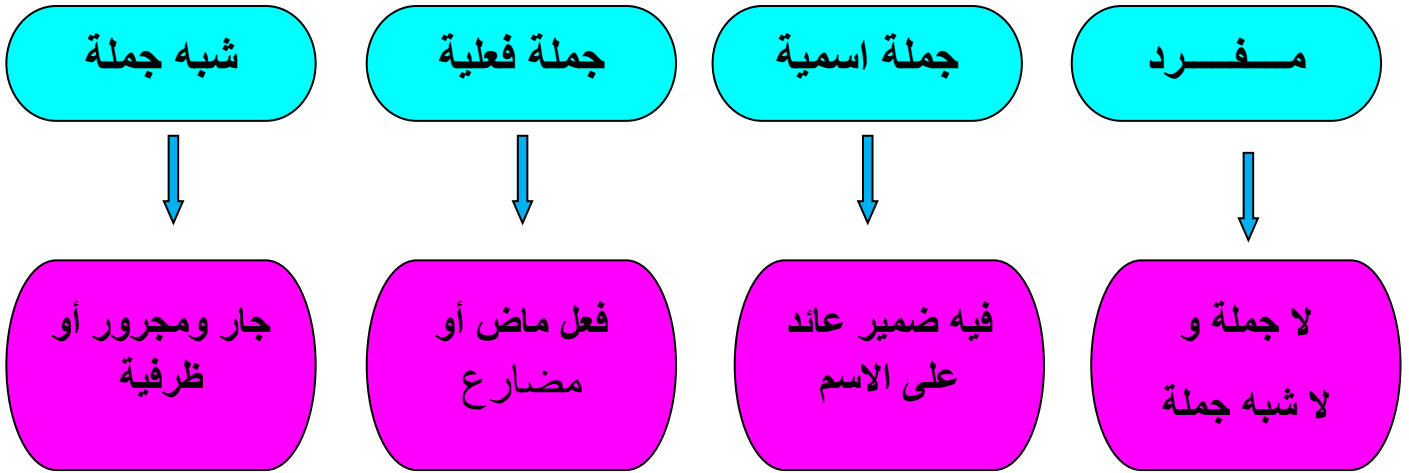 مــــفـــــرد
جملة اسمية
جملة فعلية
شبه جملة
لا جملة و
لا شبه جملة
فيه ضمير عائد
على الاسم
فعل ماض أو
مضارع
جار ومجرور أو
ظرفية